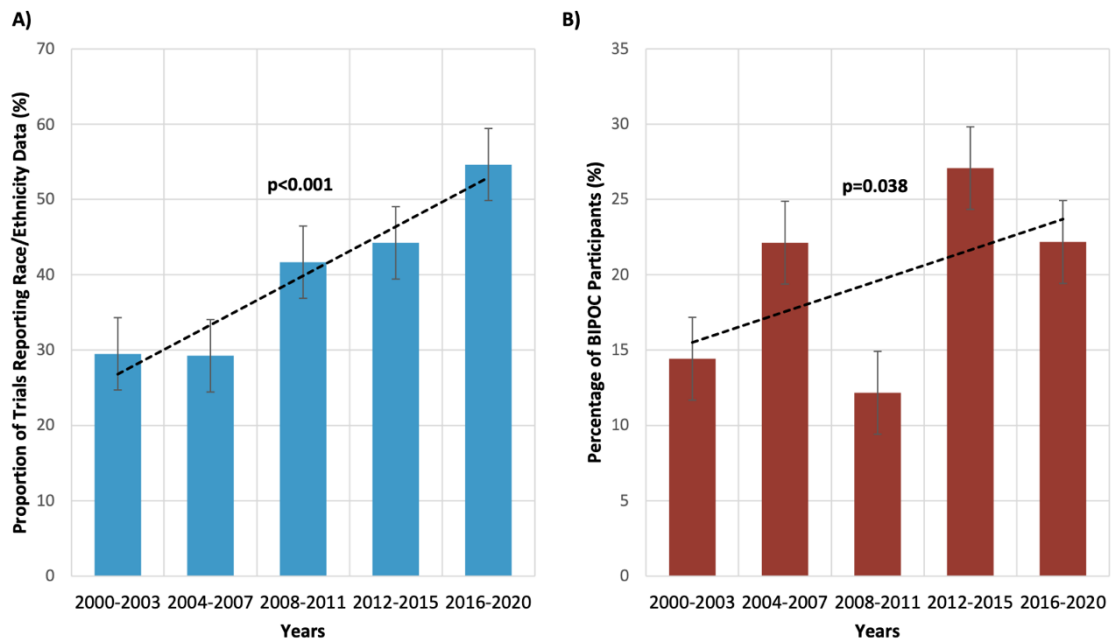 A)
Proportion of Trials Reporting Race/Ethnicity Data (%)
70
60
50
40
30
20
10
0
p<0.001
2000-2003 2004-2007 2008-2011 2012-2015 2016-2020
Years
B)
Percentage of BIPOC Participants (%)
35
30
25
20
15
10
5
0
p=0.038
2000-2003 2004-2007 2008-2011 2012-2015 2016-2020
Years